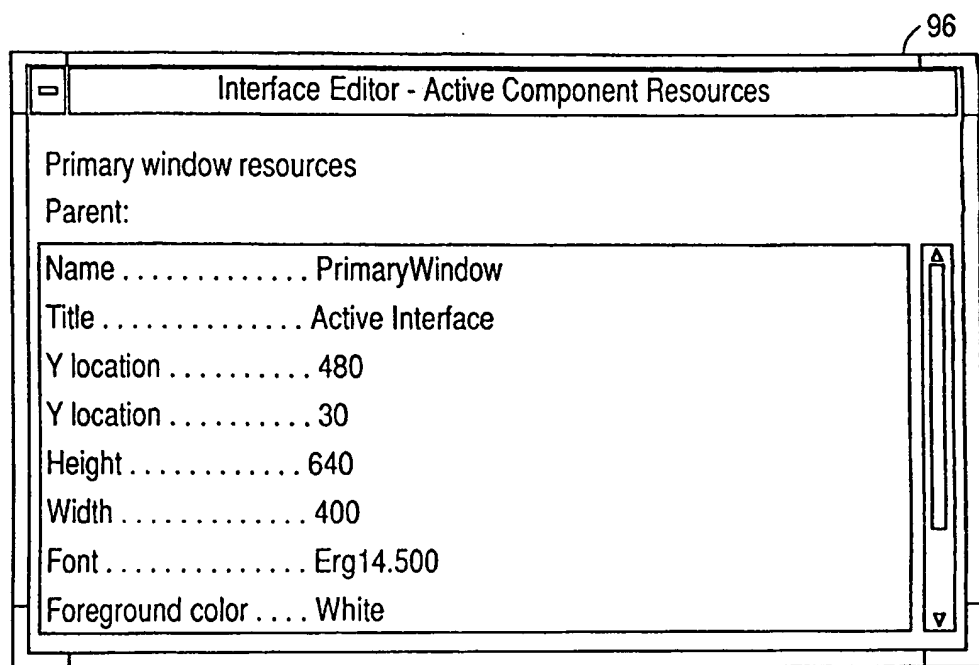 96
Interface Editor - Active Component Resources
Primary window resources
Parent:
Name . . . . . . . . . . . . . PrimaryWindow
Title . . . . . . . . . . . . . . Active Interface
Y location . . . . . . . . . . 480
Y location . . . . . . . . . . 30
Height . . . . . . . . . . . . 640
Width . . . . . . . . . . . . . 400
Font . . . . . . . . . . . . . . Erg14.500
Foreground color . . . . White